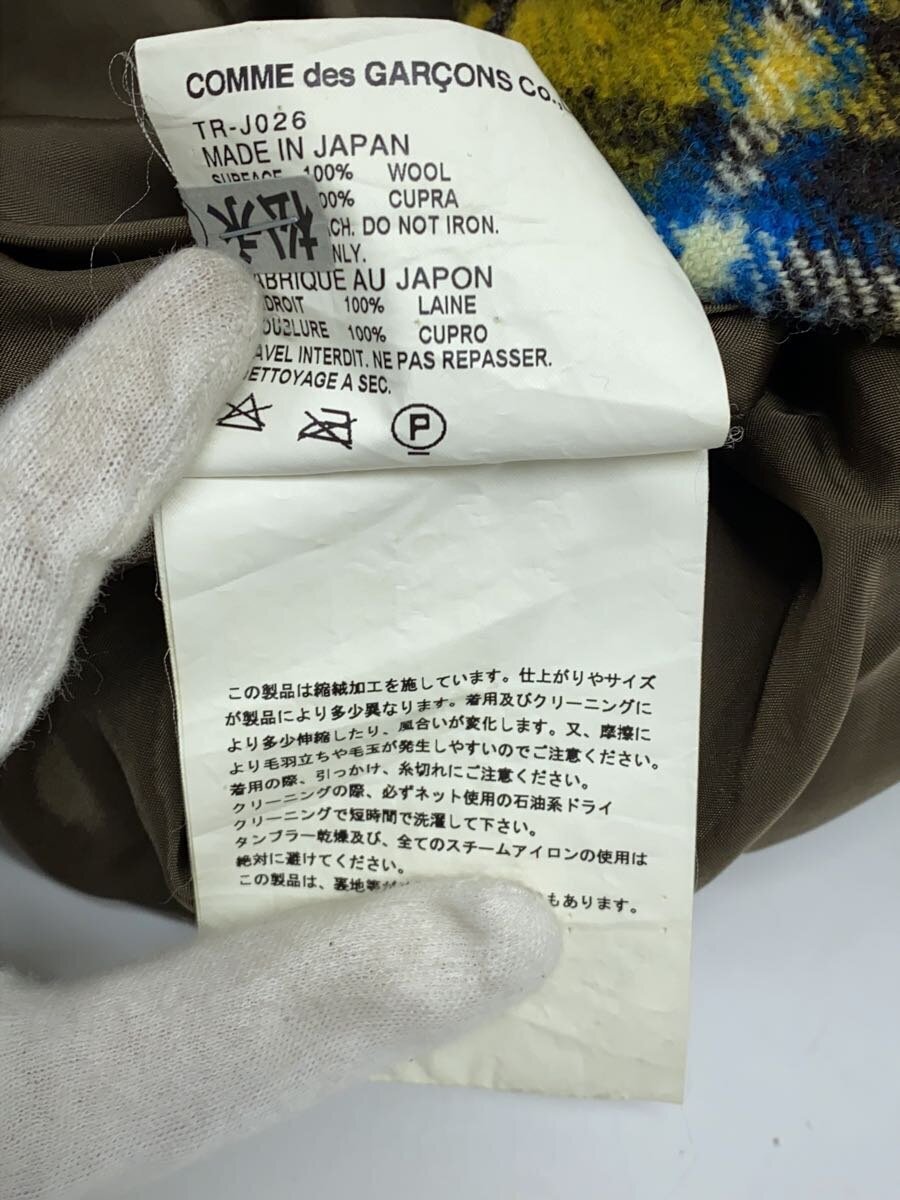 COMME des GARÇONS Co.,
TR-J026
MADE IN JAPAN
SURFACE 100% WOOL
00% CUPRA
CH. DO NOT IRON.
NLY.
ABRIQUE AU JAPON
DROIT 100% LAINE
OUBLURE 100% CUPRO
AVEL INTERDIT. NE PAS REPASSER.
ETTOYAGE A SEC.
P
この製品は縮絨加工を施しています。仕上がりやサイズ
が製品により多少異なります。着用及びクリーニングに
より多少伸縮したり、風合いが変化します。又、摩擦に
より毛羽立ちや毛玉が発生しやすいのでご注意ください。
着用の際、引っかけ、糸切れにご注意ください。
クリーニングの際、必ずネット使用の石油系ドライ
クリーニングで短時間で洗濯して下さい。
タンブラー乾燥及び、全てのスチームアイロンの使用は
絶対に避けてください。
この製品は、裏地等が もあります。